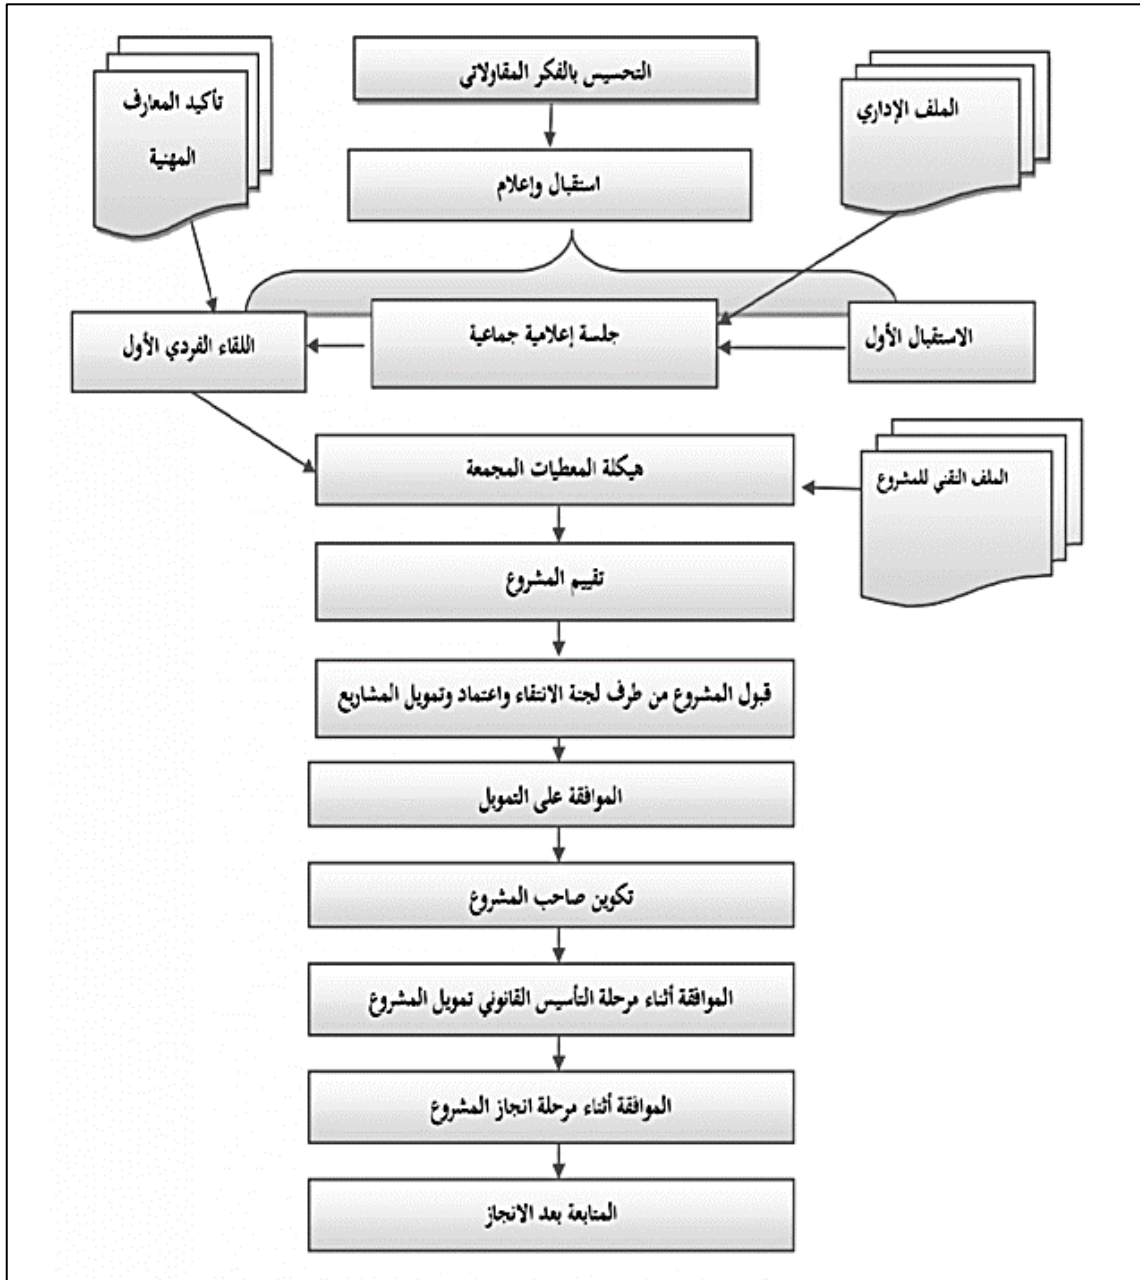 التحسيس بالفكر المقاولاتي
تأكيد المعارف
المهنية
الملف الإداري
استقبال وإعلام
الاستقبال الأول
جلسة إعلامية جماعية
اللقاء الفردي الأول
هيكلة المعطيات المجمعة
الملف التقني للمشروع
تقييم المشروع
قبول المشروع من طرف لجنة الانتقاء واعتماد وتمويل المشاريع
الموافقة على التمويل
تكوين صاحب المشروع
الموافقة أثناء مرحلة التأسيس القانوني تمويل المشروع
الموافقة أثناء مرحلة انجاز المشروع
المتابعة بعد الانجاز